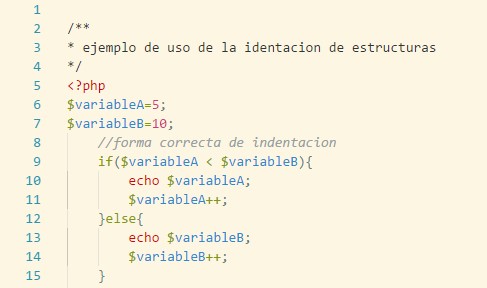 1
2 /**
3 * ejemplo de uso de la identacion de estructuras
4 */
5 <?php
6 $variableA=5;
7 $variableB=10;
8 //forma correcta de indentacion
9 if($variableA < $variableB){
10 echo $variableA;
11 $variableA++;
12 }else{
13 echo $variableB;
14 $variableB++;
15 }